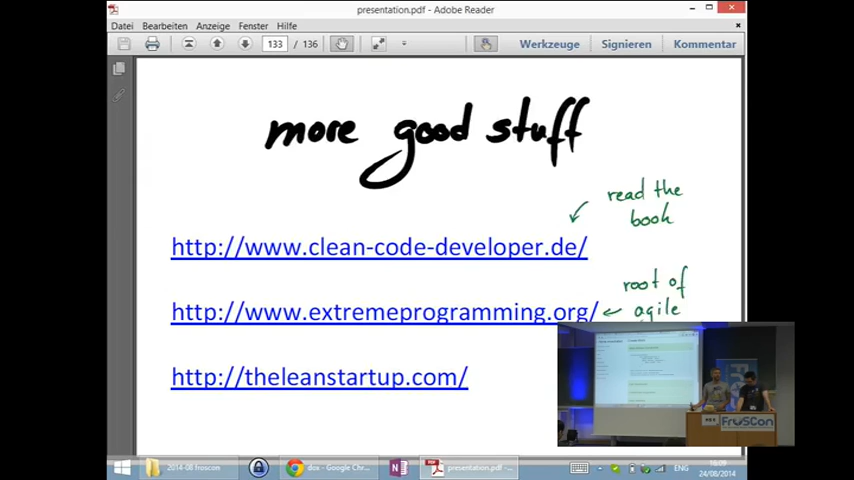 presentation.pdf - Adobe Reader
Datei Bearbeiten Anzeige Fenster Hilfe
133 / 136 Werkzeuge Signieren Kommentar
more good stuff
read the
book
http://www.clean-code-developer.de/
root of
agile
http://www.extremeprogramming.org/
http://theleanstartup.com/
FrOSCon
2014-08 froscon dox - Google Chr... presentation.pdf -... ENG 16:09
24/08/2014